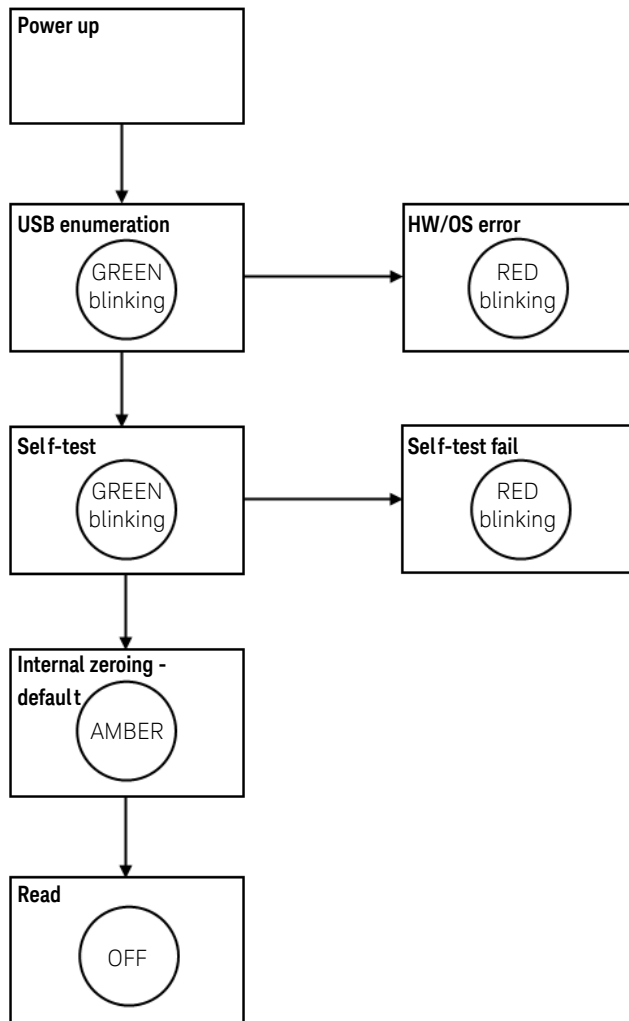 Power up
USB enumeration
GREEN
blinking
HW/OS error
RED
blinking
Self-test
GREEN
blinking
Self-test fail
RED
blinking
Internal zeroing -
default
AMBER
Read
OFF